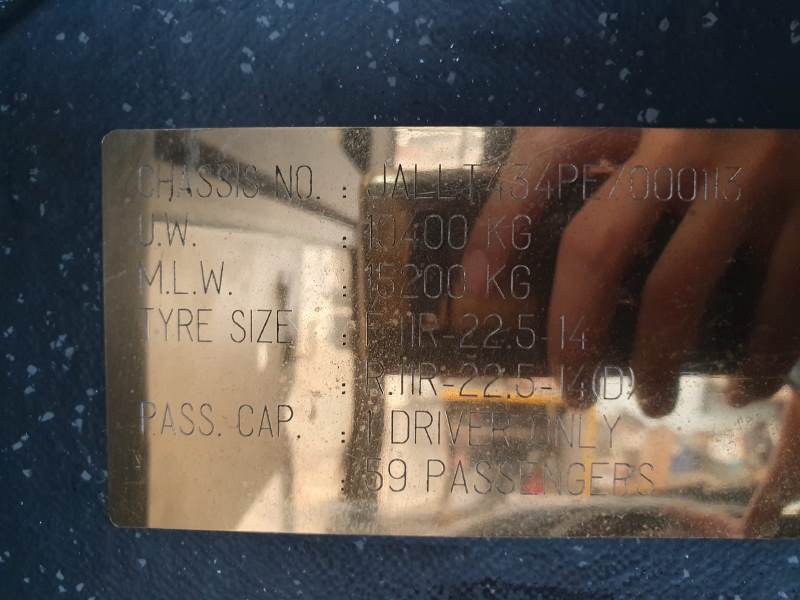 CHASSIS NO. : JALLT434PE7000113
U.W. : 10400 KG
M.L.W. : 15200 KG
TYRE SIZE : F.11R-22.5-14
: R.11R-22.5-14(D)
PASS. CAP. : 1 DRIVER ONLY
: 59 PASSENGERS